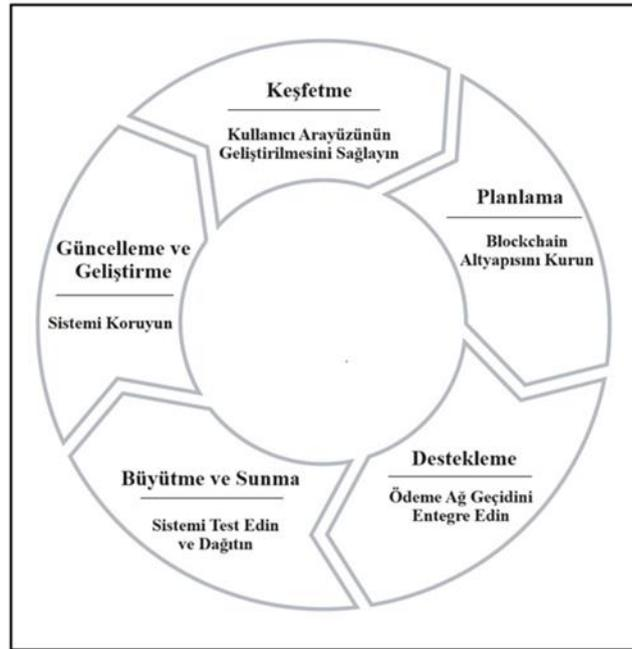 Keşfetme
Kullanıcı Arayüzünün
Geliştirilmesini Sağlayın
Planlama
Blockchain
Altyapısını Kurun
Destekleme
Ödeme Ağ Geçidini
Entegre Edin
Büyütme ve Sunma
Sistemi Test Edin
ve Dağıtın
Güncelleme ve
Geliştirme
Sistemi Koruyun